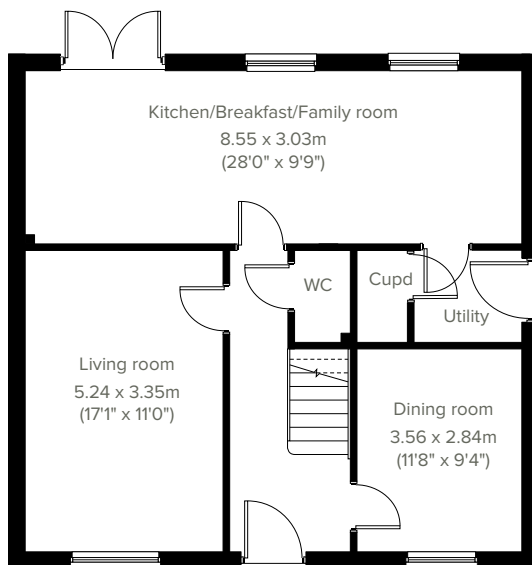 Kitchen/Breakfast/Family room
8.55 x 3.03m
(28'0" x 9'9")
WC
Cupd
Utility
Living room
5.24 x 3.35m
(17'1" x 11'0")
Dining room
3.56 x 2.84m
(11'8" x 9'4")